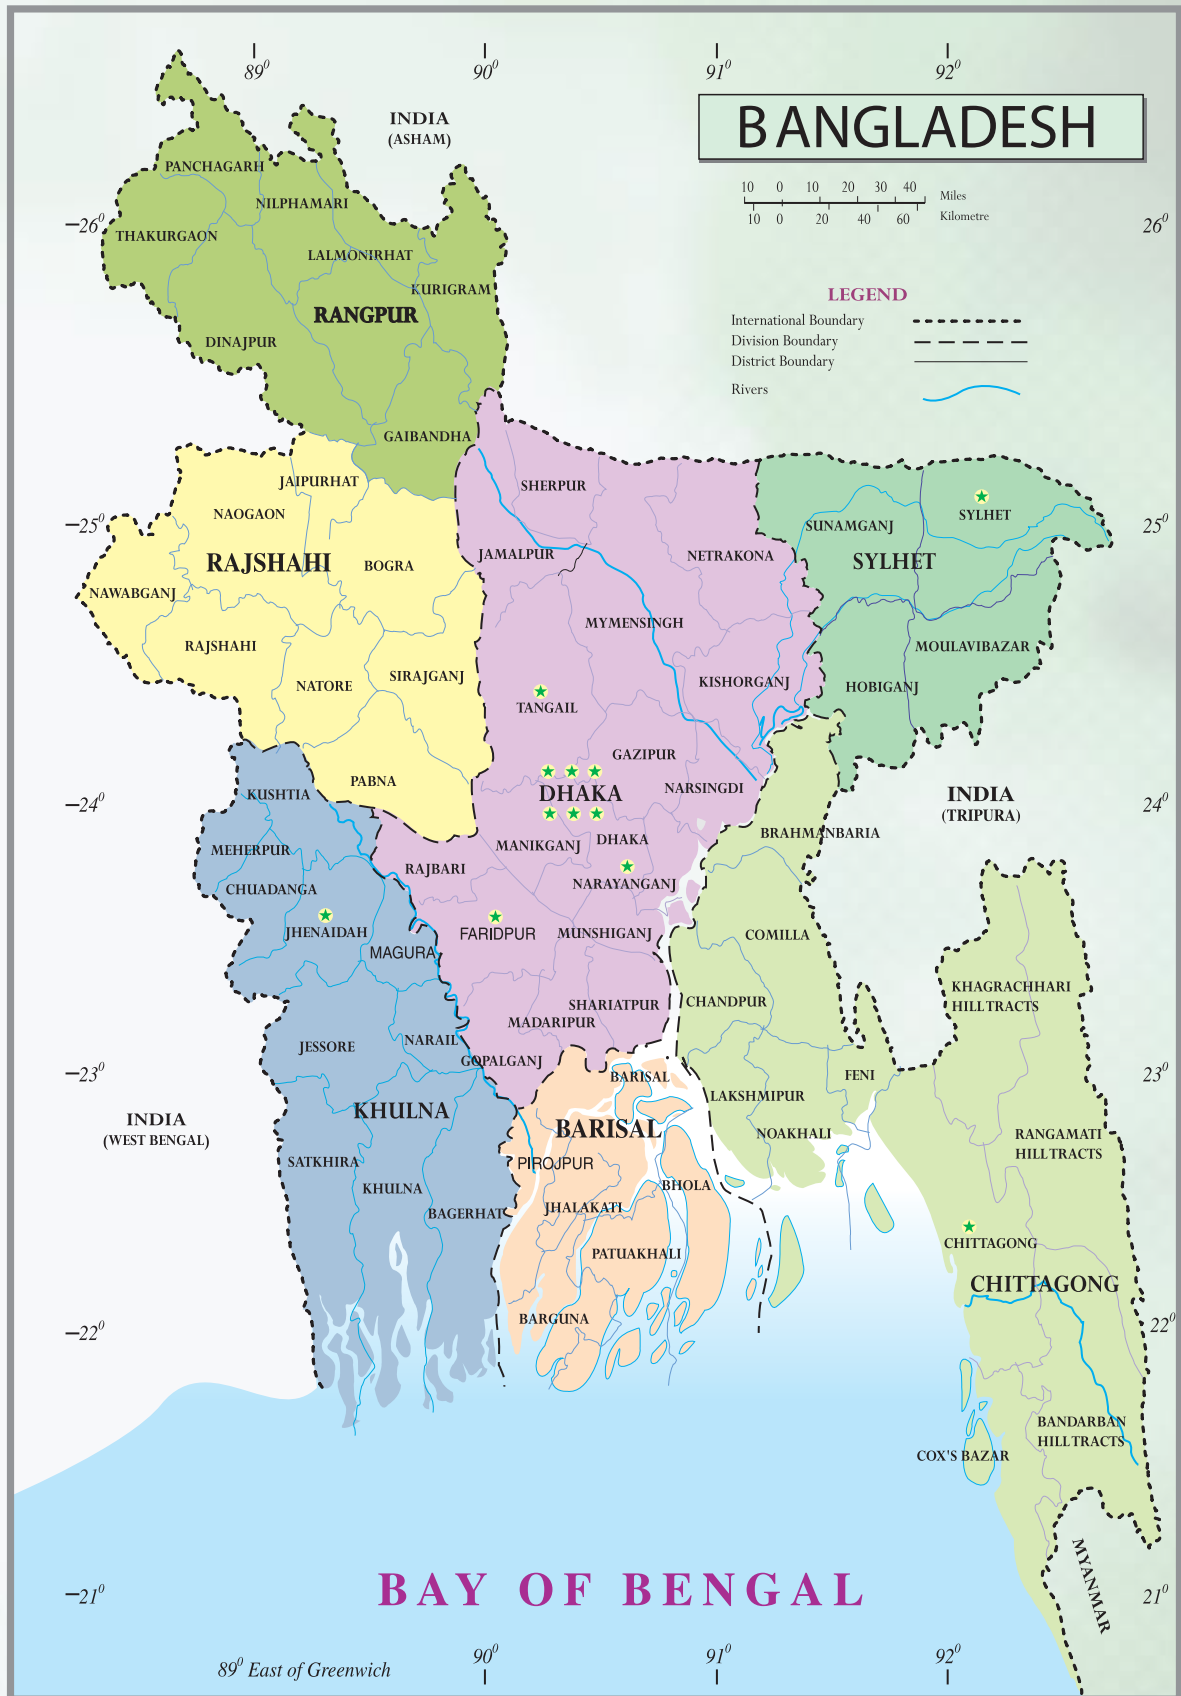 89⁰
90⁰
91⁰
92⁰
BANGLADESH
INDIA
(ASHAM)
10 0 10 20 30 40
Miles
10 0 20 40 60
Kilometre
26⁰
26⁰
LEGEND
International Boundary
Division Boundary
District Boundary
Rivers
PANCHAGARH
NILPHAMARI
THAKURGAON
LALMONIRHAT
KURIGRAM
RANGPUR
DINAJPUR
GAIBANDHA
JAIPURHAT
SHERPUR
NAOGAON
SYLHET
25⁰
SUNAMGANJ
25⁰
JAMALPUR
NETRAKONA
RAJSHAHI
BOGRA
SYLHET
NAWABGANJ
MYMENSINGH
RAJSHAHI
MOULAVIBAZAR
SIRAJGANJ
NATORE
KISHORGANJ
HOBIGANJ
TANGAIL
GAZIPUR
PABNA
NARSINGDI
KUSHTIA
DHAKA
INDIA
(TRIPURA)
24⁰
24⁰
BRAHMANBARIA
MANIKGANJ
DHAKA
MEHERPUR
RAJBARI
CHUADANGA
NARAYANGANJ
JHENAIDAH
FARIDPUR
MUNSHIGANJ
COMILLA
MAGURA
KHAGRACHHARI
HILL TRACTS
CHANDPUR
SHARIATPUR
MADARIPUR
JESSORE
NARAIL
GOPALGANJ
23⁰
BARISAL
FENI
23⁰
LAKSHMIPUR
KHULNA
INDIA
(WEST BENGAL)
BARISAL
NOAKHALI
RANGAMATI
HILL TRACTS
SATKHIRA
PIROJPUR
KHULNA
BHOLA
BAGERHAT
JHALAKATI
PATUAKHALI
CHITTAGONG
CHITTAGONG
BARGUNA
22⁰
22⁰
BANDARBAN
HILL TRACTS
COX'S BAZAR
MYANMAR
BAY OF BENGAL
21⁰
21⁰
89⁰ East of Greenwich
90⁰
91⁰
92⁰